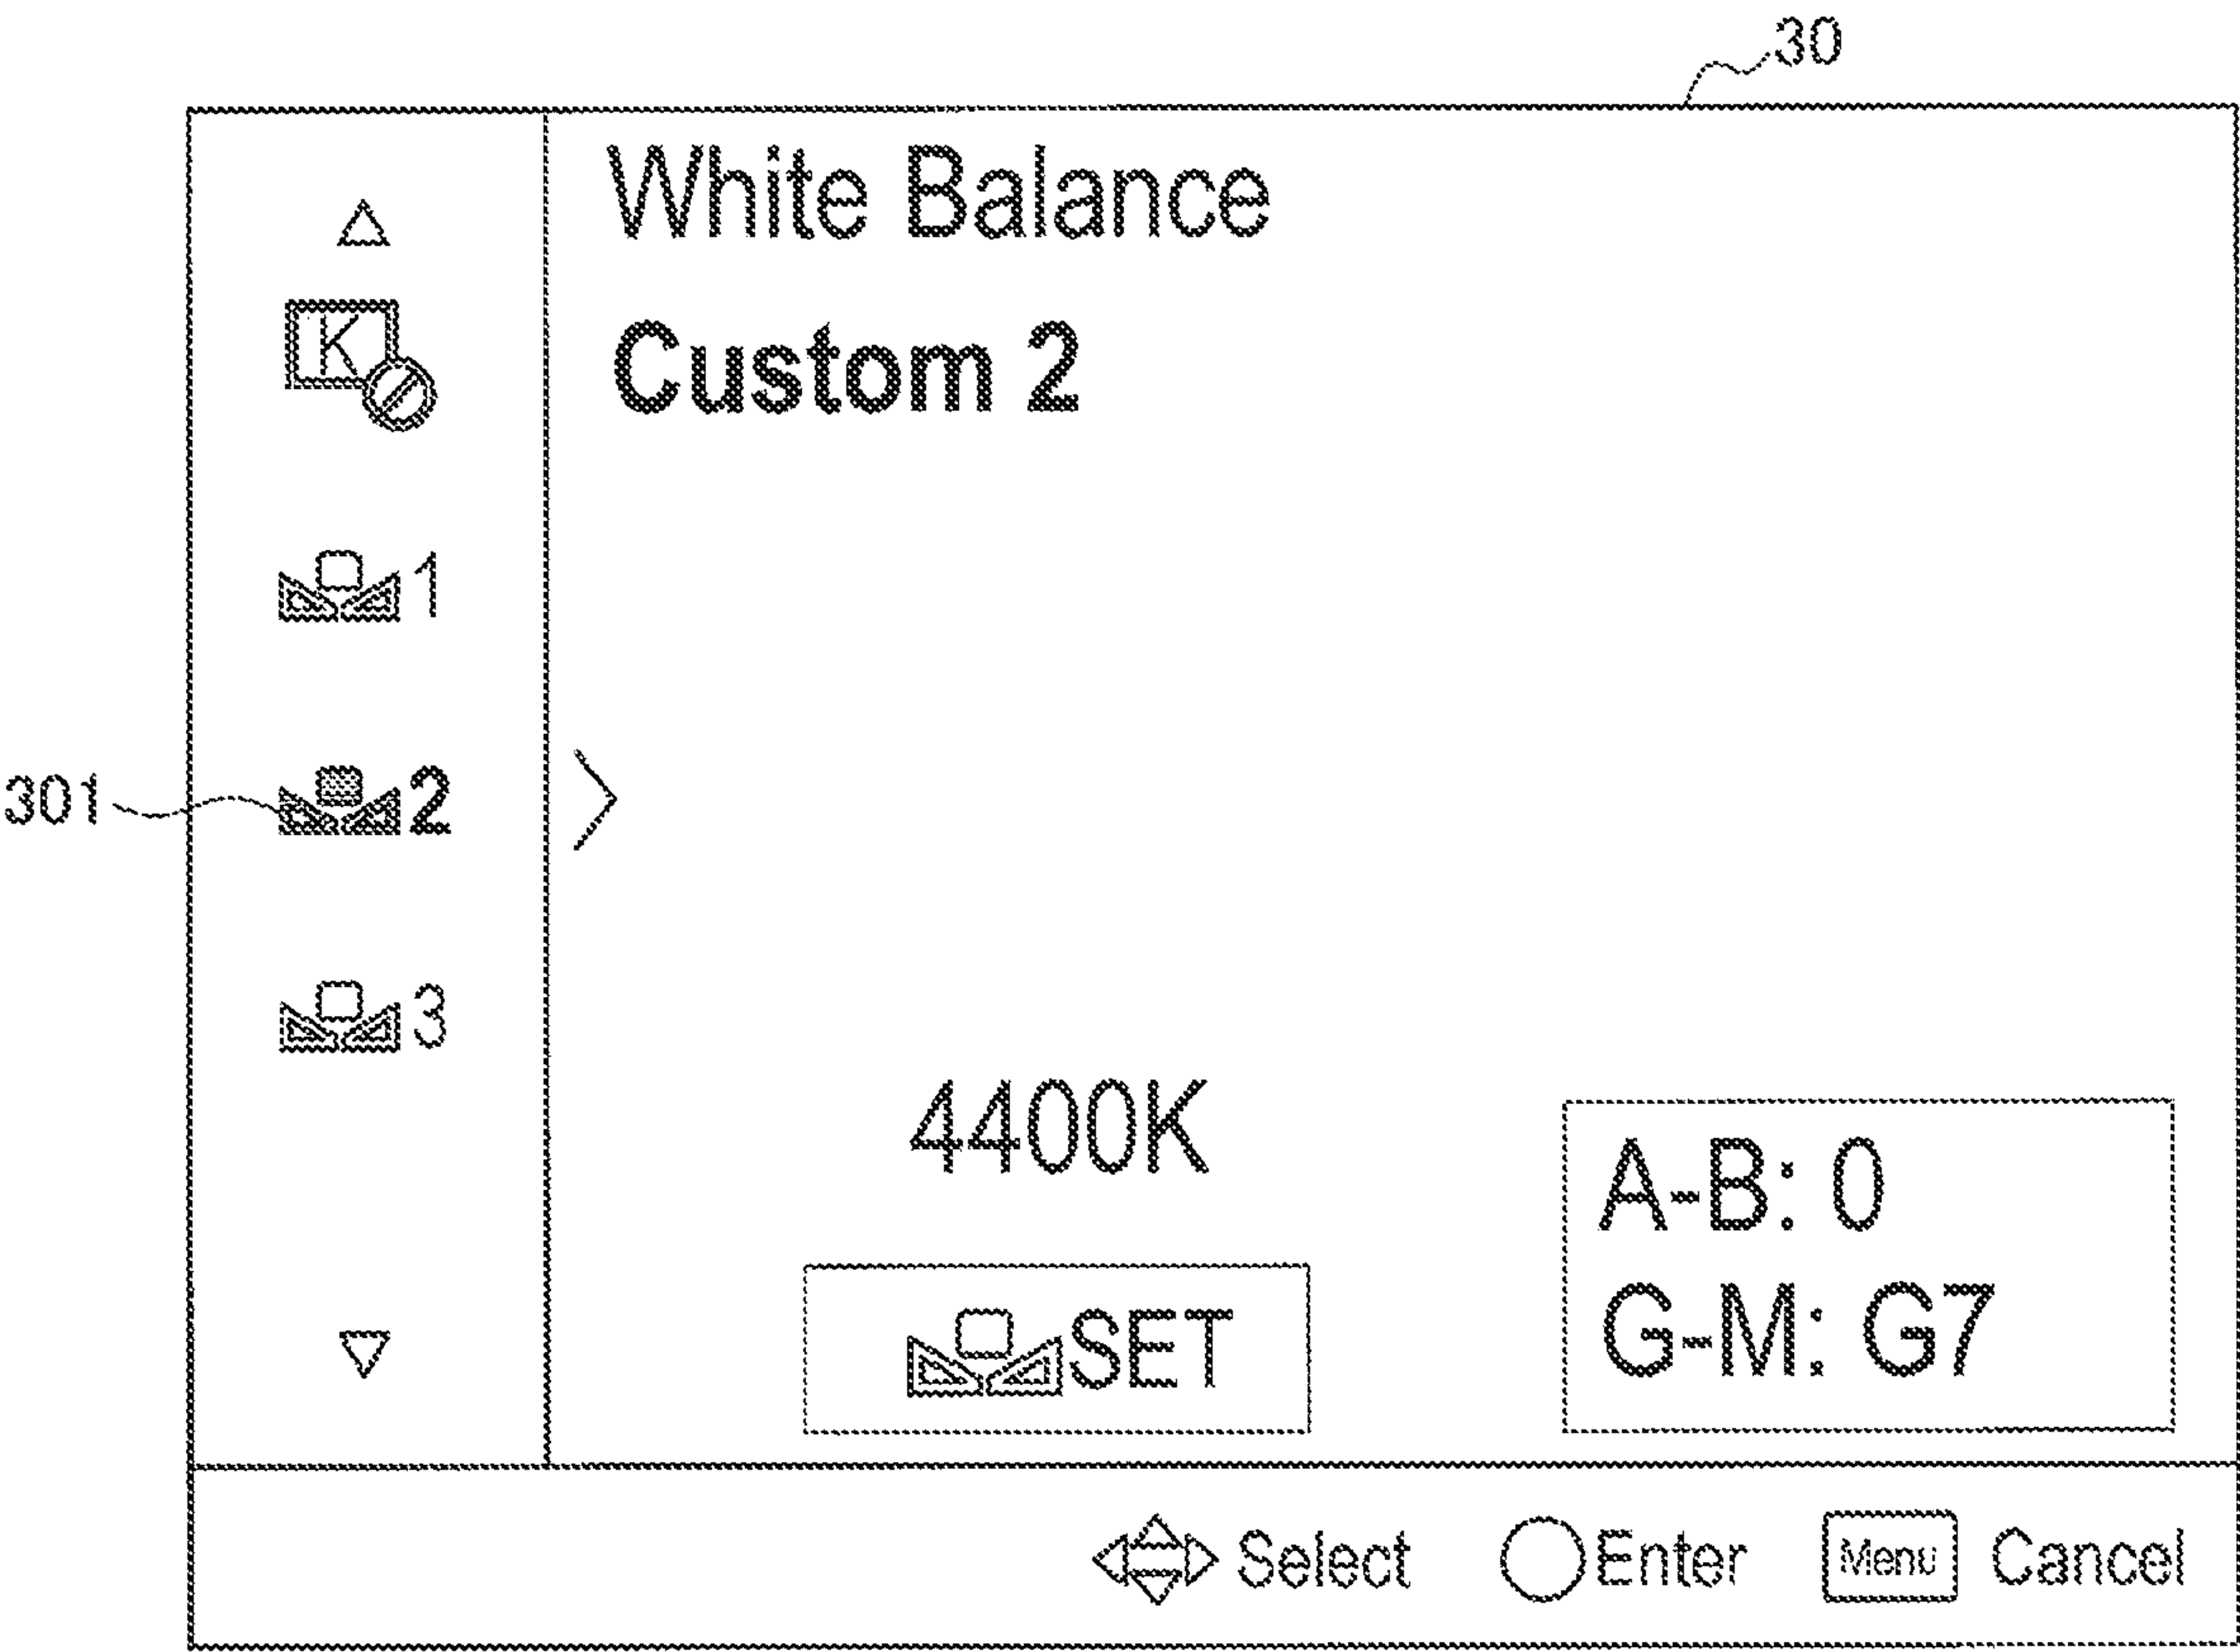 30
White Balance
K
Custom 2
1
301
2
3
4400K
A-B: 0
SET
G-M: G7
Select Enter Menu Cancel